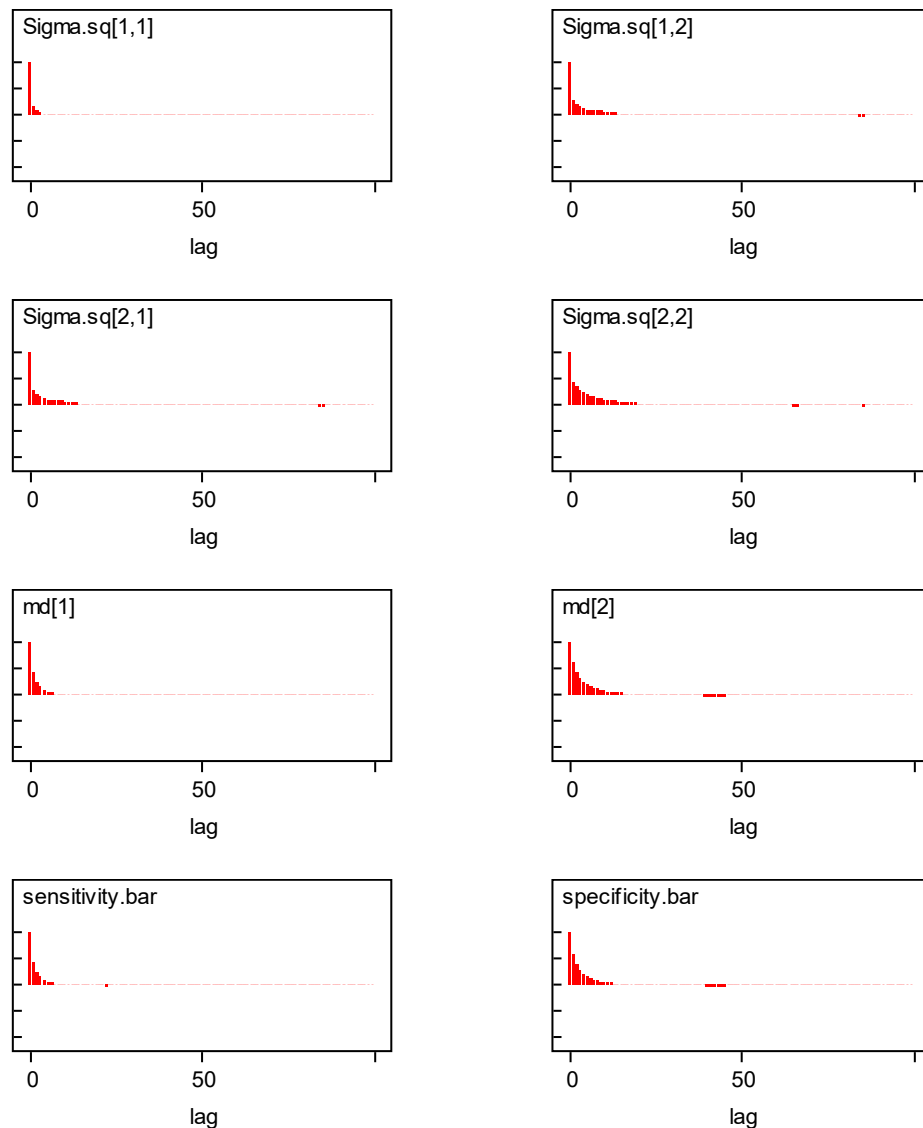 Sigma.sq[1,1]
0 50
lag
Sigma.sq[1,2]
0 50
lag
Sigma.sq[2,1]
0 50
lag
Sigma.sq[2,2]
0 50
lag
md[1]
0 50
lag
md[2]
0 50
lag
sensitivity.bar
0 50
lag
specificity.bar
0 50
lag